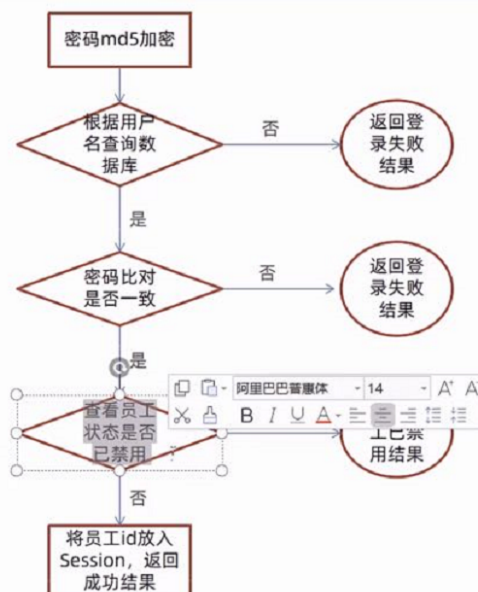 密码md5加密
根据用户
名查询数
据库
否
返回登
录失败
结果
是
密码比对
是否一致
否
返回登
录失败
结果
是
阿里巴巴普惠体
14
A
A
B
I
U
A
查看员工
状态是否
已禁用
工已禁
用结果
否
将员工id放入
Session，返回
成功结果